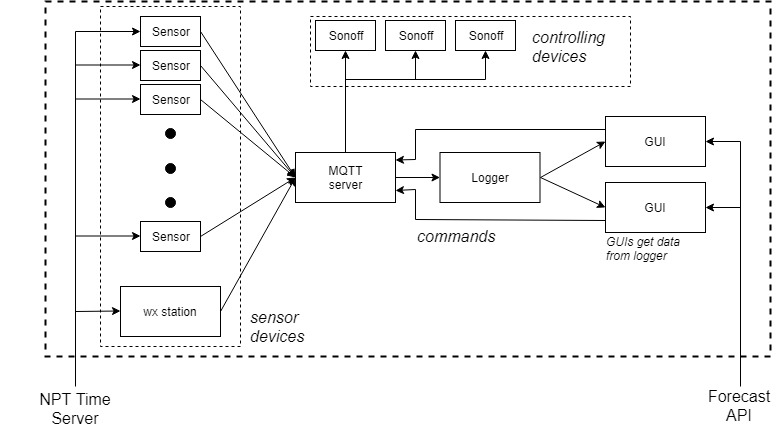 Sensor
Sensor
Sensor
Sensor
wx station
sensor
devices
Sonoff
Sonoff
Sonoff
controlling
devices
MQTT
server
Logger
GUI
GUI
GUIs get data
from logger
commands
NPT Time
Server
Forecast
API